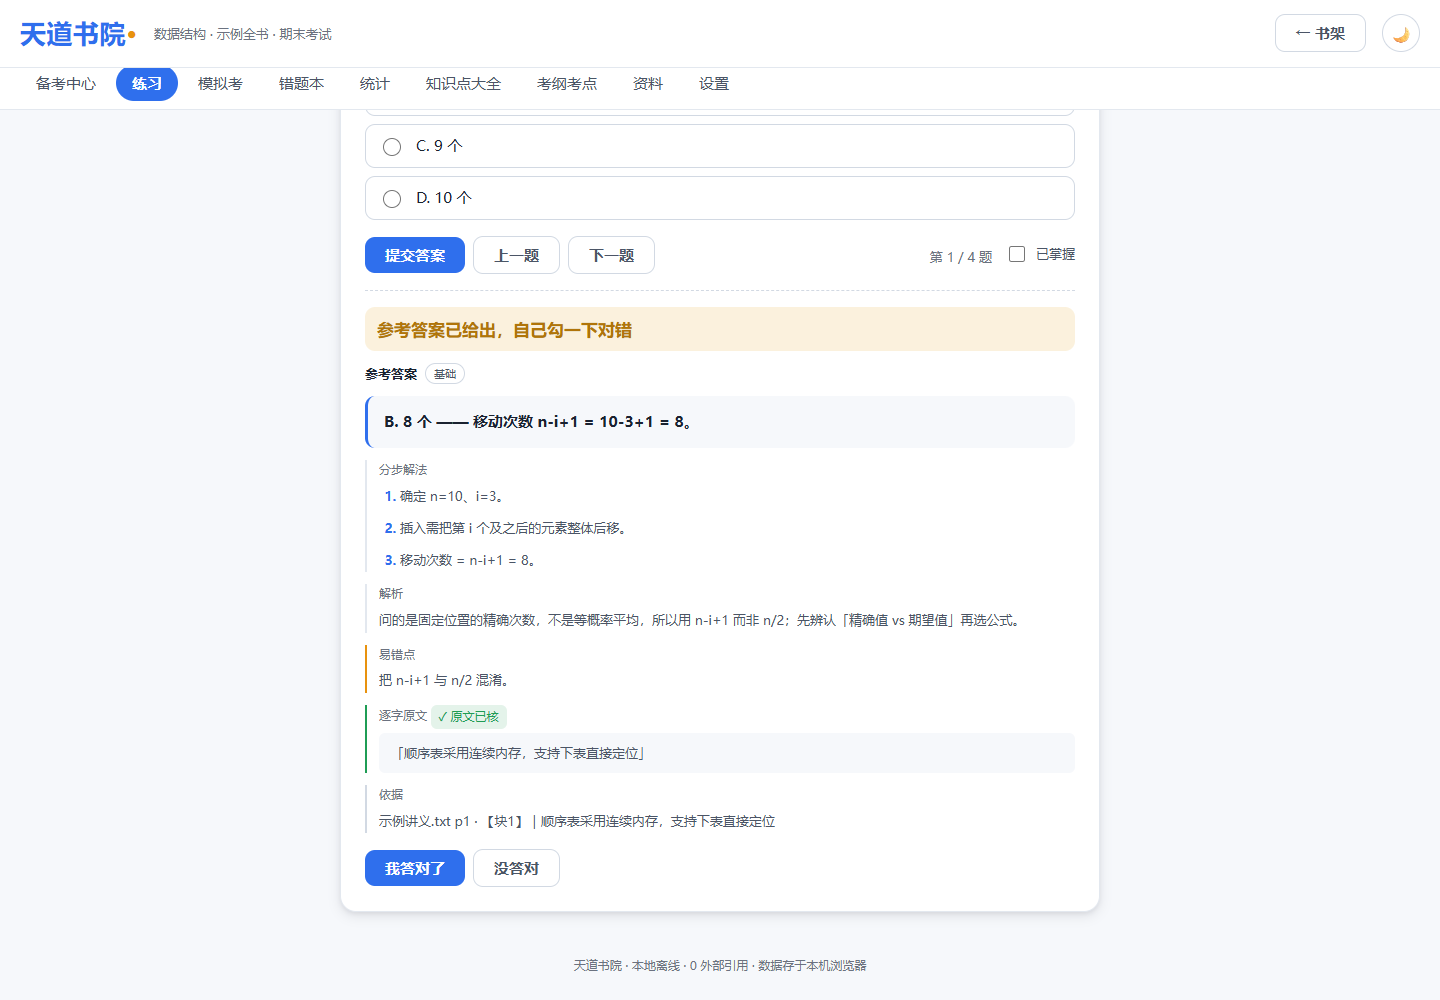 天道书院
数据结构 · 示例全书 · 期末考试
← 书架
备考中心 练习 模拟考 错题本 统计 知识点大全 考纲考点 资料 设置
C. 9 个
D. 10 个
提交答案 上一题 下一题 第 1 / 4 题 已掌握
参考答案已给出，自己勾一下对错
参考答案 基础
B. 8 个 —— 移动次数 n-i+1 = 10-3+1 = 8。
分步解法
1. 确定 n=10、i=3。
2. 插入需把第 i 个及之后的元素整体后移。
3. 移动次数 = n-i+1 = 8。
解析
问的是固定位置的精确次数，不是等概率平均，所以用 n-i+1 而非 n/2；先辨认「精确值 vs 期望值」再选公式。
易错点
把 n-i+1 与 n/2 混淆。
逐字原文 ✓ 原文已核
「顺序表采用连续内存，支持下表直接定位」
依据
示例讲义.txt p1 · 【块1】 | 顺序表采用连续内存，支持下表直接定位
我答对了 没答对
天道书院 · 本地离线 · 0 外部引用 · 数据存于本机浏览器